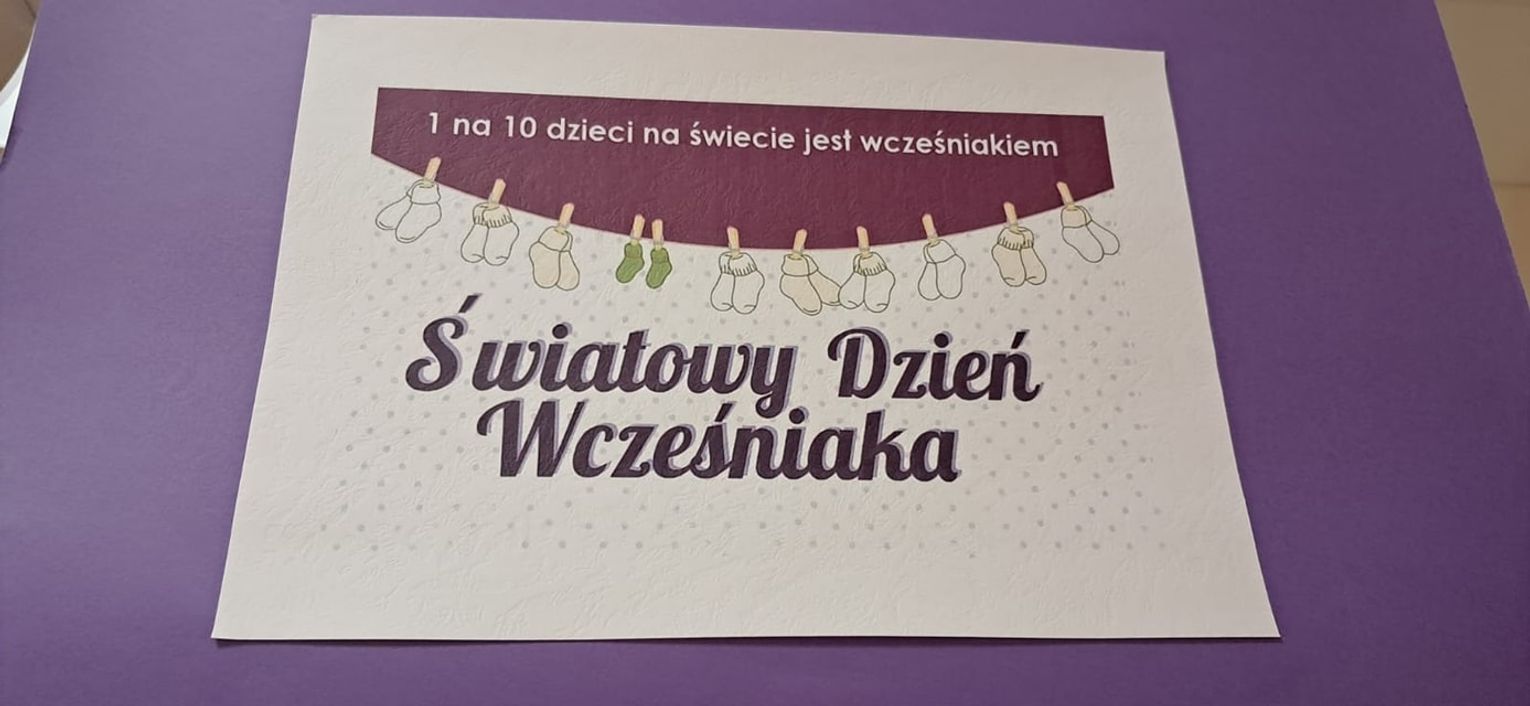 1 na 10 dzieci na świecie jest wcześniakiem
Światowy Dzień
Wcześniaka